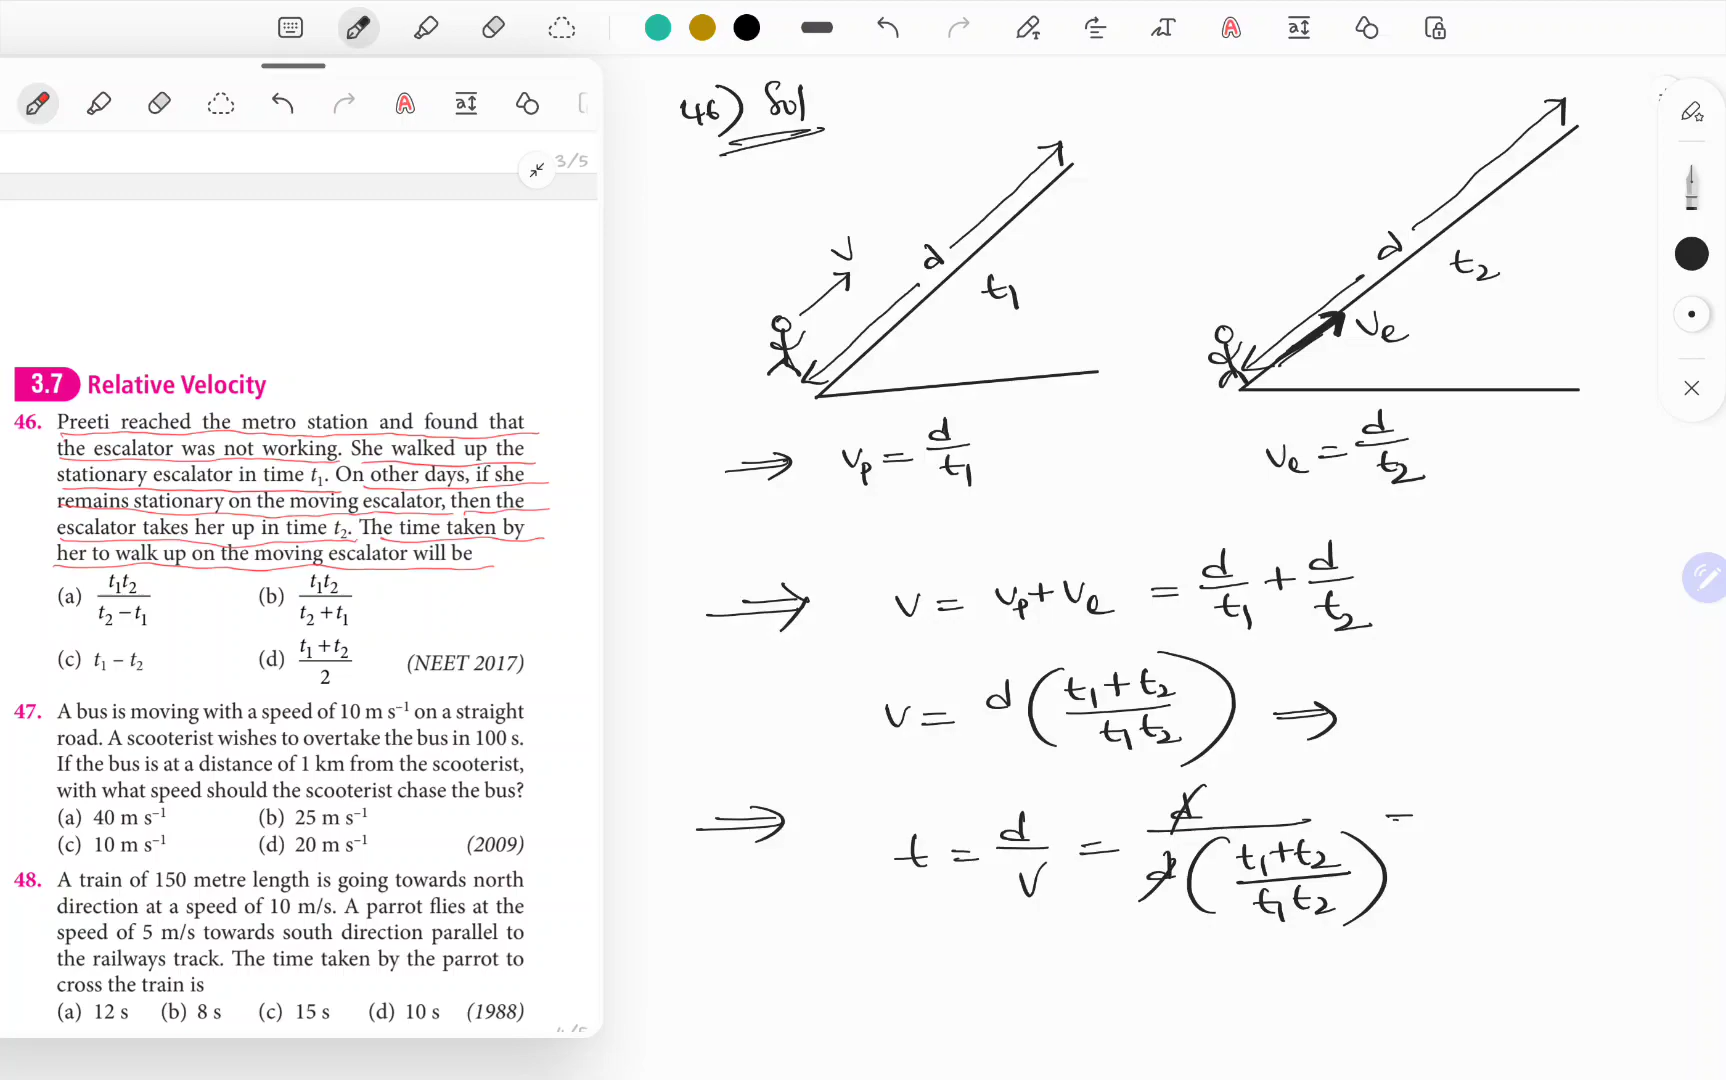 3/5
3.7 Relative Velocity
46. Preeti reached the metro station and found that
the escalator was not working. She walked up the
stationary escalator in time t₁. On other days, if she
remains stationary on the moving escalator, then the
escalator takes her up in time t₂. The time taken by
her to walk up on the moving escalator will be
(a) t₁t₂/(t₂ – t₁) (b) t₁t₂/(t₂ + t₁)
(c) t₁ – t₂ (d) (t₁ + t₂)/2 (NEET 2017)
47. A bus is moving with a speed of 10 m s⁻¹ on a straight
road. A scooterist wishes to overtake the bus in 100 s.
If the bus is at a distance of 1 km from the scooterist,
with what speed should the scooterist chase the bus?
(a) 40 m s⁻¹ (b) 25 m s⁻¹
(c) 10 m s⁻¹ (d) 20 m s⁻¹ (2009)
48. A train of 150 metre length is going towards north
direction at a speed of 10 m/s. A parrot flies at the
speed of 5 m/s towards south direction parallel to
the railways track. The time taken by the parrot to
cross the train is
(a) 12 s (b) 8 s (c) 15 s (d) 10 s (1988)
46) Sol
v d t₁
d t₂ vₑ
⇒ vₚ = d/t₁ vₑ = d/t₂
⇒ v = vₚ + vₑ = d/t₁ + d/t₂
v = d((t₁ + t₂)/(t₁ t₂)) ⇒
⇒ t = d/v = d/(d((t₁ + t₂)/(t₁ t₂))) =